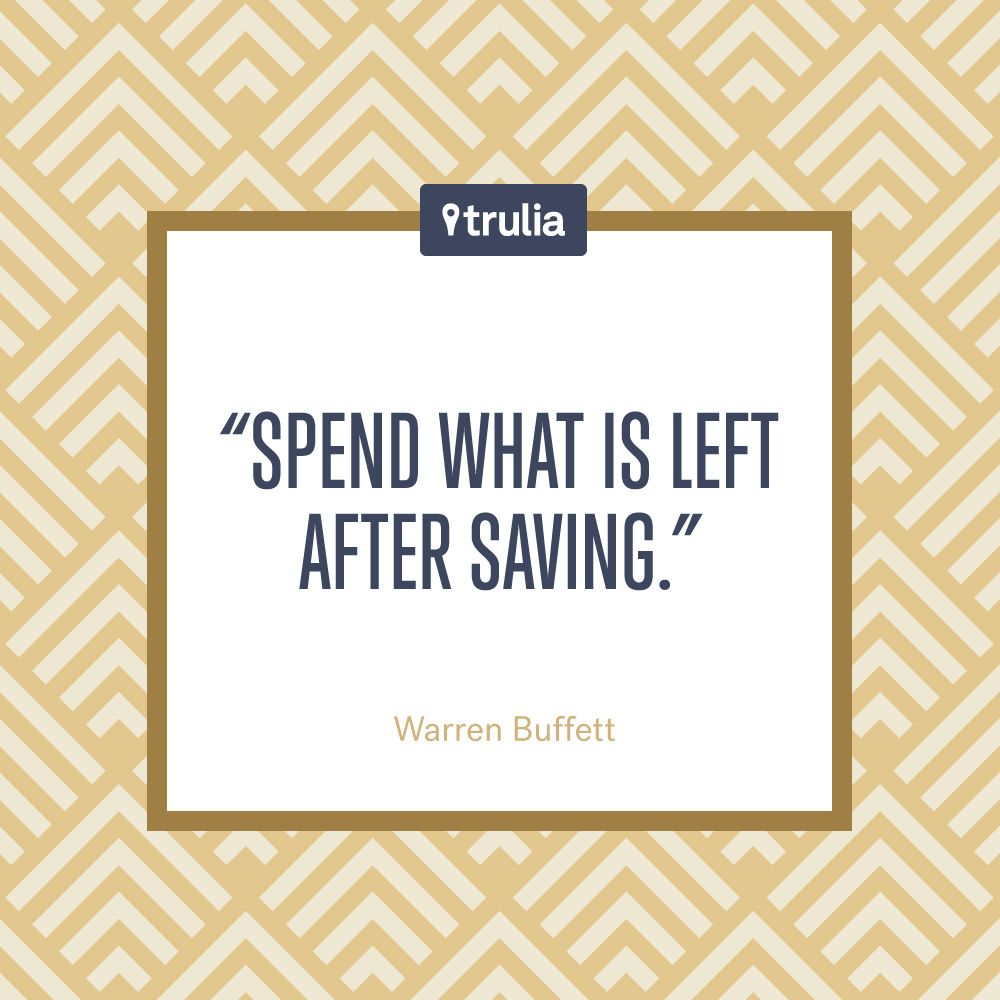 trulia
“SPEND WHAT IS LEFT
AFTER SAVING.”
Warren Buffett